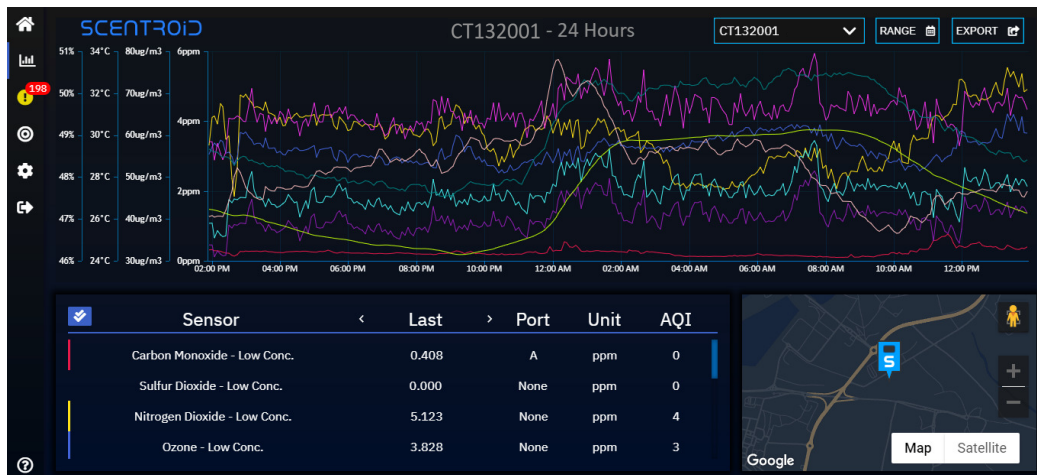 SCENTROiD
CT132001 - 24 Hours
CT132001
RANGE
EXPORT
198
51% 34°C 80ug/m3 6ppm
50% 32°C 70ug/m3
49% 30°C 60ug/m3 4ppm
48% 28°C 50ug/m3 2ppm
47% 26°C 40ug/m3
46% 24°C 30ug/m3 0ppm
02:00 PM 04:00 PM 06:00 PM 08:00 PM 10:00 PM 12:00 AM 02:00 AM 04:00 AM 06:00 AM 08:00 AM 10:00 AM 12:00 PM
Sensor < Last > Port Unit AQI
Carbon Monoxide - Low Conc. 0.408 A ppm 0
Sulfur Dioxide - Low Conc. 0.000 None ppm 0
Nitrogen Dioxide - Low Conc. 5.123 None ppm 4
Ozone - Low Conc. 3.828 None ppm 3
S
Google
Map Satellite